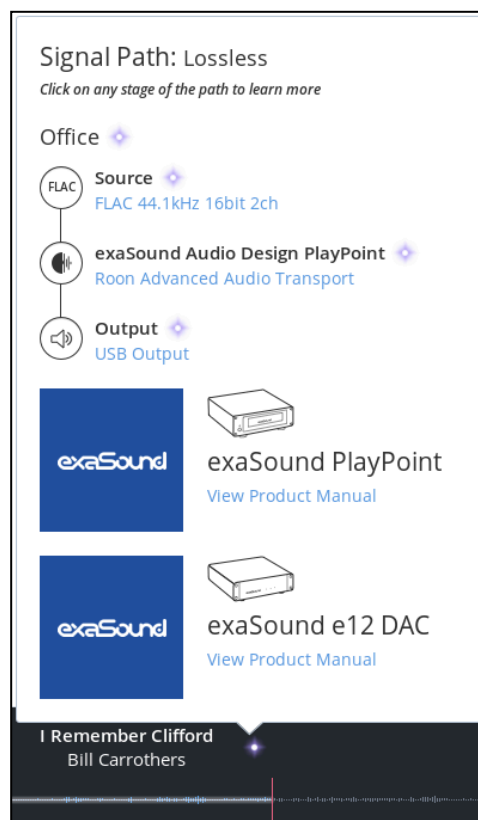 Signal Path: Lossless
Click on any stage of the path to learn more
Office
FLAC
Source
FLAC 44.1kHz 16bit 2ch
exaSound Audio Design PlayPoint
Roon Advanced Audio Transport
Output
USB Output
exaSound
exaSound PlayPoint
View Product Manual
exaSound
exaSound e12 DAC
View Product Manual
I Remember Clifford
Bill Carrothers